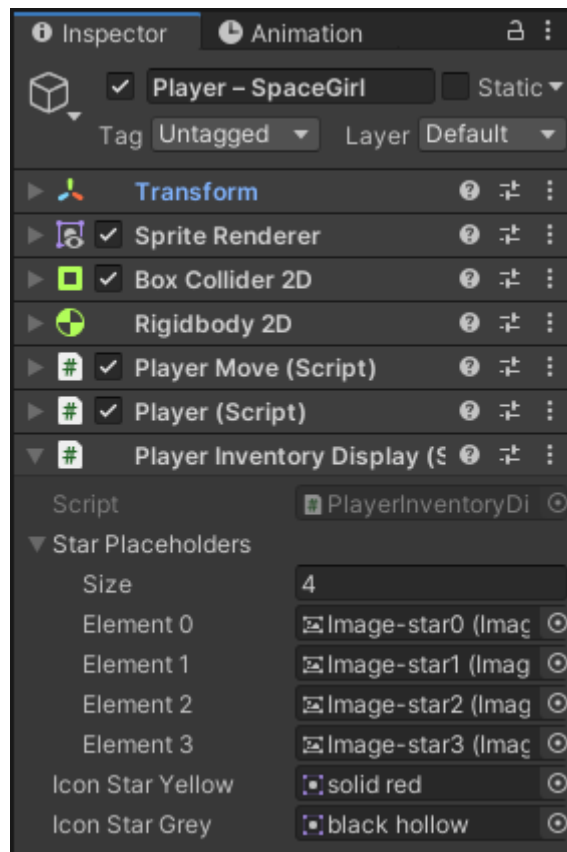 Inspector Animation
Player – SpaceGirl Static
Tag Untagged Layer Default
Transform
Sprite Renderer
Box Collider 2D
Rigidbody 2D
# Player Move (Script)
# Player (Script)
# Player Inventory Display (S
Script # PlayerInventoryDi
Star Placeholders
Size 4
Element 0 Image-star0 (Imag
Element 1 Image-star1 (Imag
Element 2 Image-star2 (Imag
Element 3 Image-star3 (Imag
Icon Star Yellow solid red
Icon Star Grey black hollow